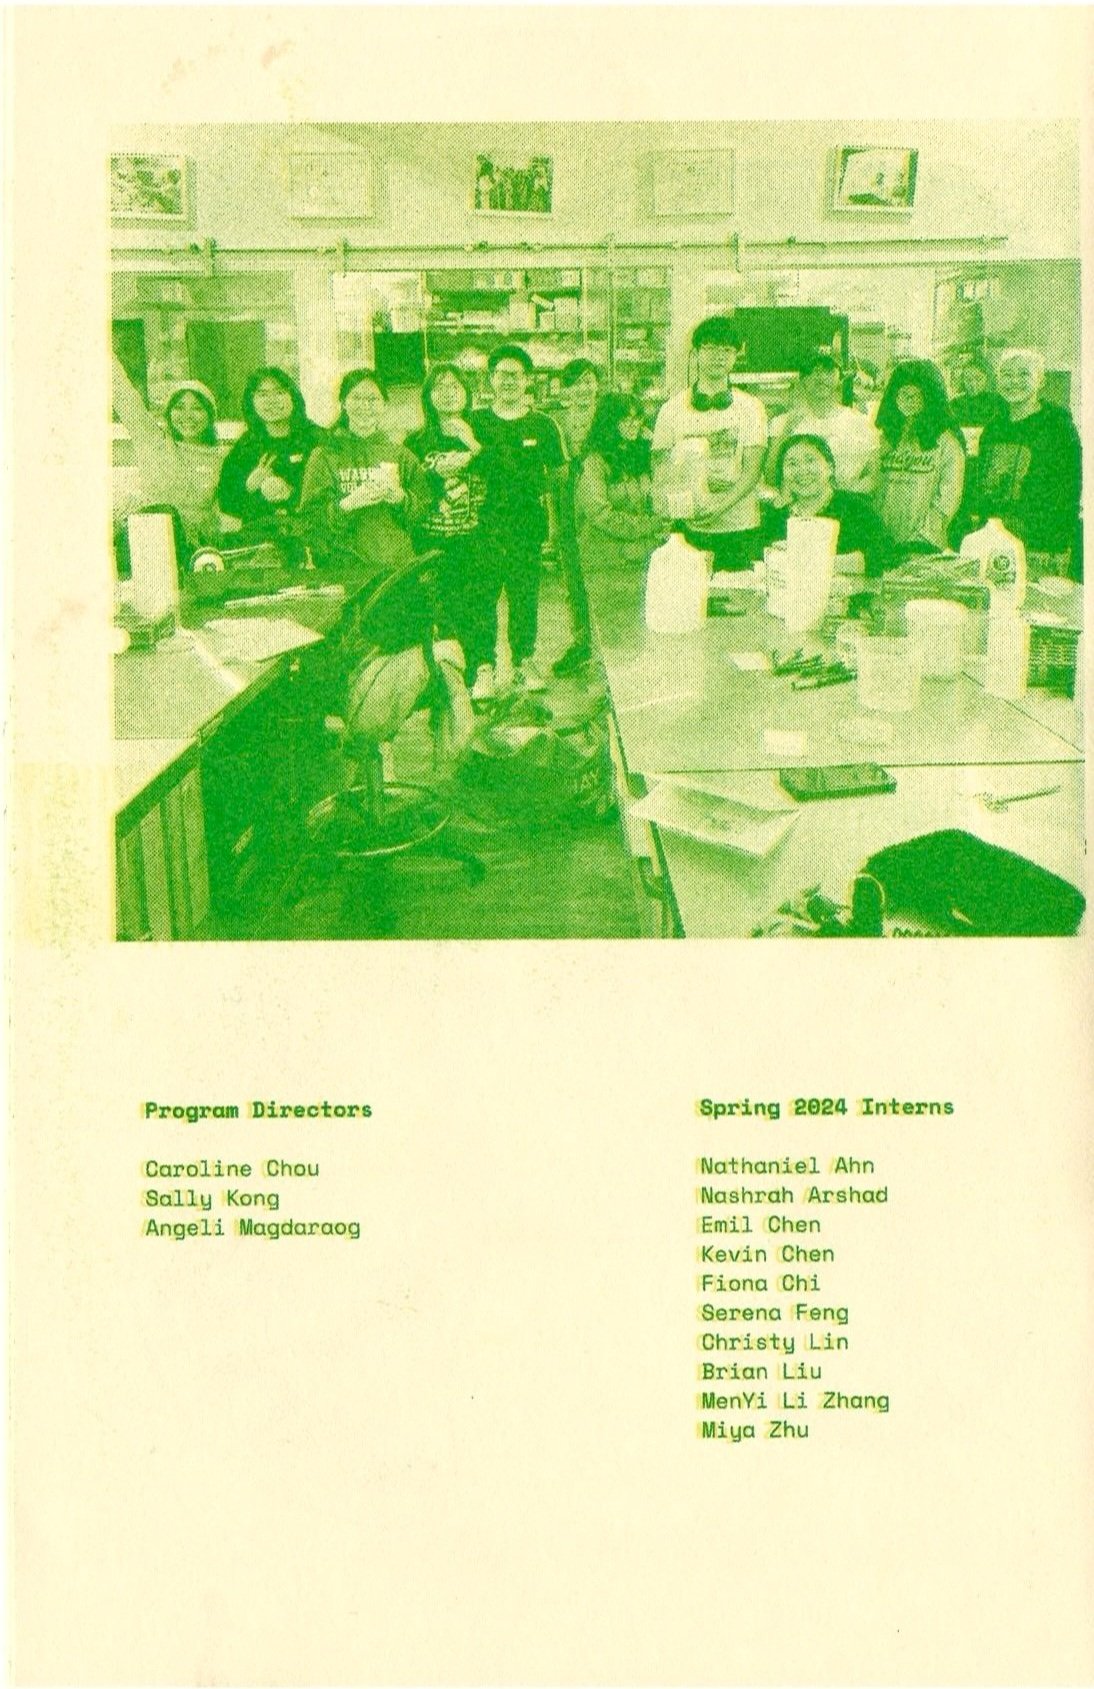 Program Directors
Caroline Chou
Sally Kong
Angeli Magdaraog
Spring 2024 Interns
Nathaniel Ahn
Nashrah Arshad
Emil Chen
Kevin Chen
Fiona Chi
Serena Feng
Christy Lin
Brian Liu
MenYi Li Zhang
Miya Zhu